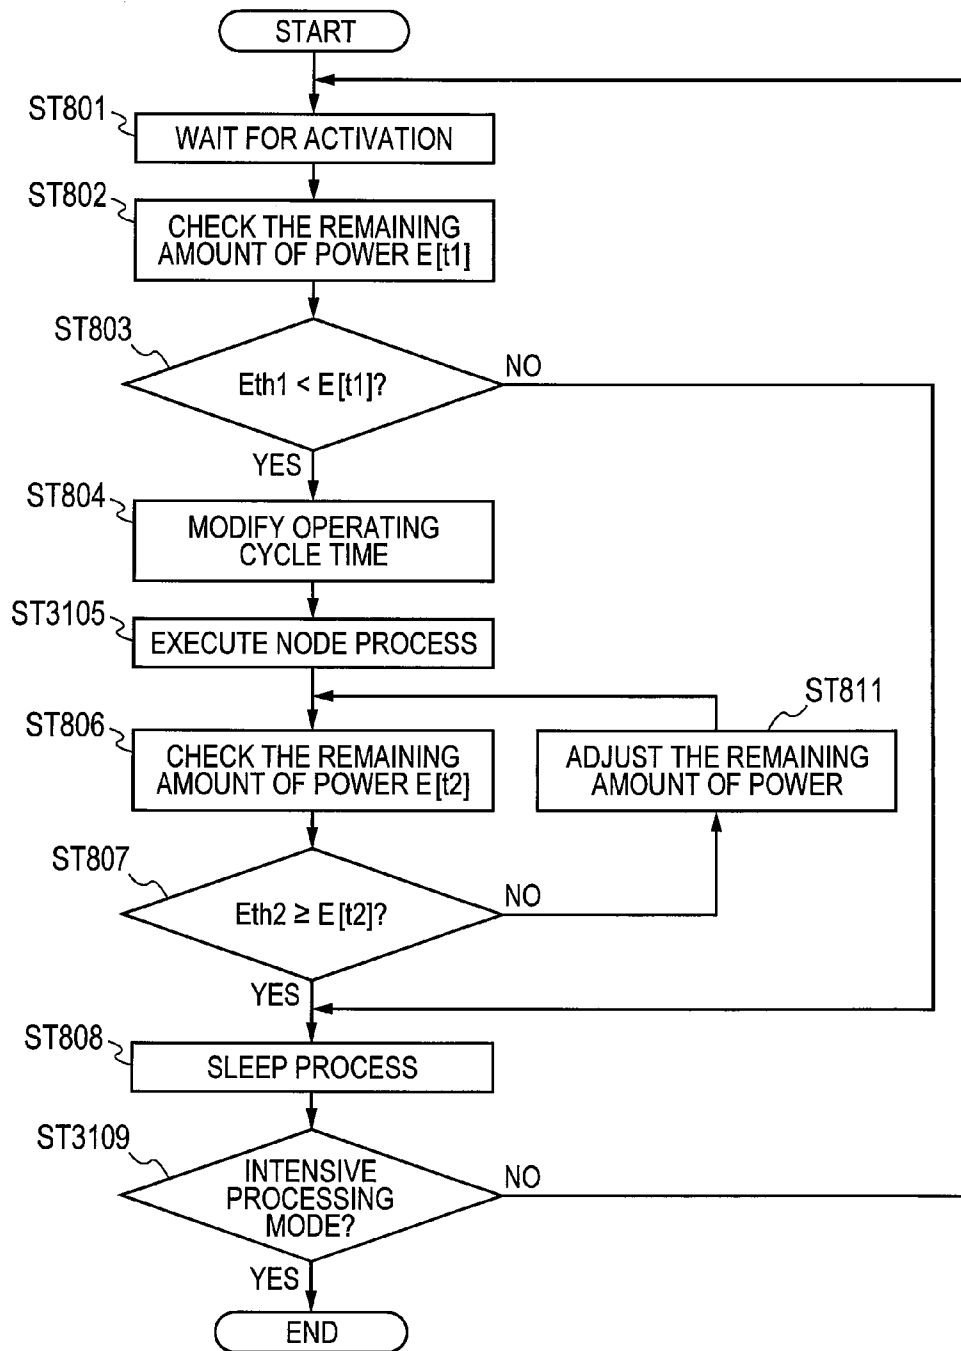 START
ST801
WAIT FOR ACTIVATION
ST802
CHECK THE REMAINING
AMOUNT OF POWER E[t1]
ST803
Eth1 < E[t1]?
NO
YES
ST804
MODIFY OPERATING
CYCLE TIME
ST3105
EXECUTE NODE PROCESS
ST806
CHECK THE REMAINING
AMOUNT OF POWER E[t2]
ST811
ADJUST THE REMAINING
AMOUNT OF POWER
ST807
Eth2 ≥ E[t2]?
NO
YES
ST808
SLEEP PROCESS
ST3109
INTENSIVE
PROCESSING
MODE?
NO
YES
END